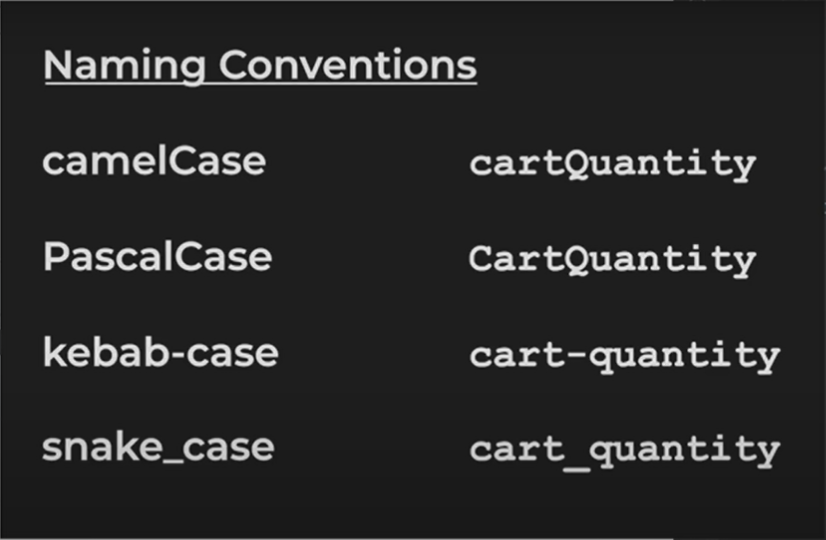 Naming Conventions
camelCase cartQuantity
PascalCase CartQuantity
kebab-case cart-quantity
snake_case cart_quantity